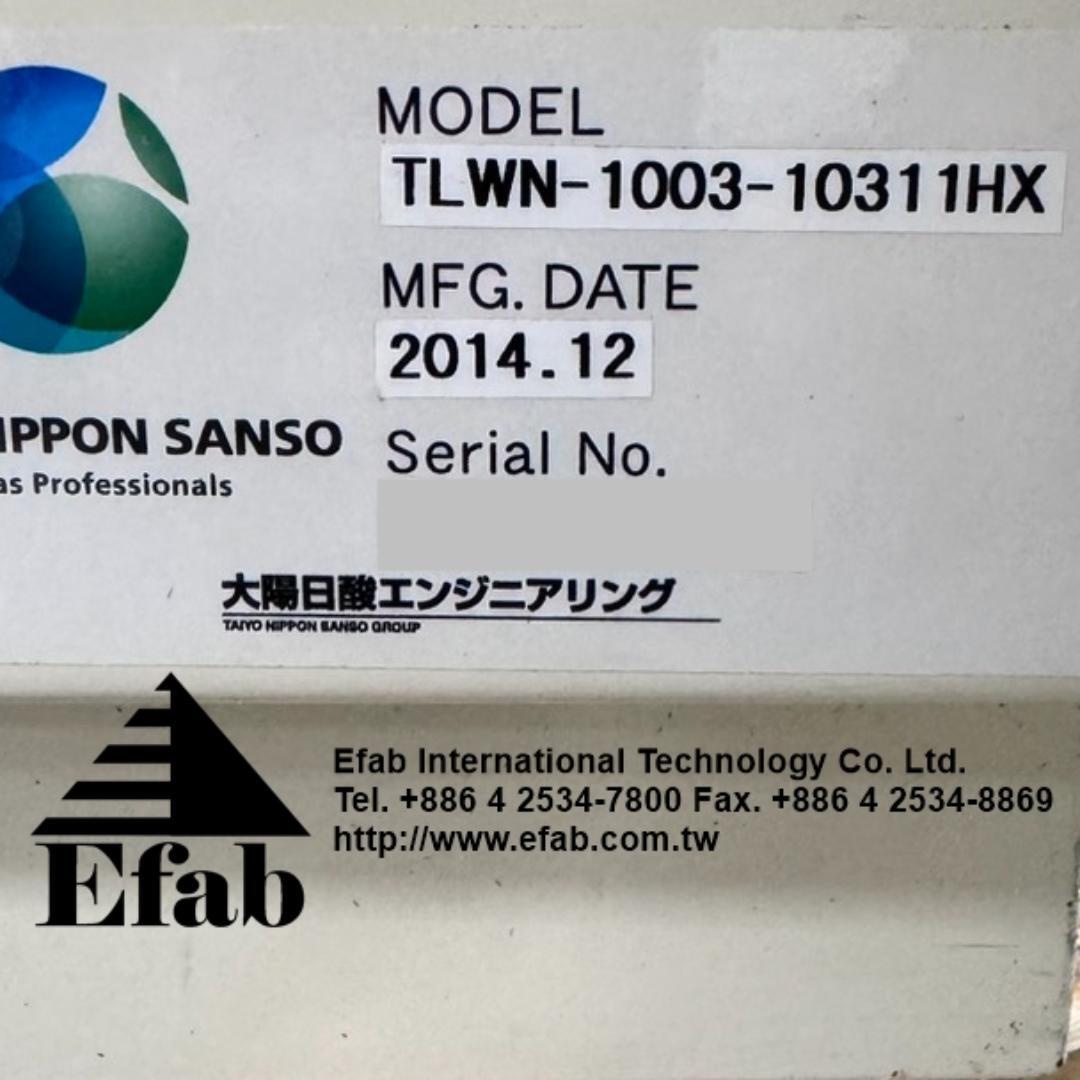 MODEL
TLWN-1003-10311HX
MFG. DATE
2014.12
IPPON SANSO
as Professionals
Serial No.
大陽日酸エンジニアリング
TAIYO NIPPON SANSO GROUP
Efab International Technology Co. Ltd.
Tel. +886 4 2534-7800 Fax. +886 4 2534-8869
http://www.efab.com.tw
Efab